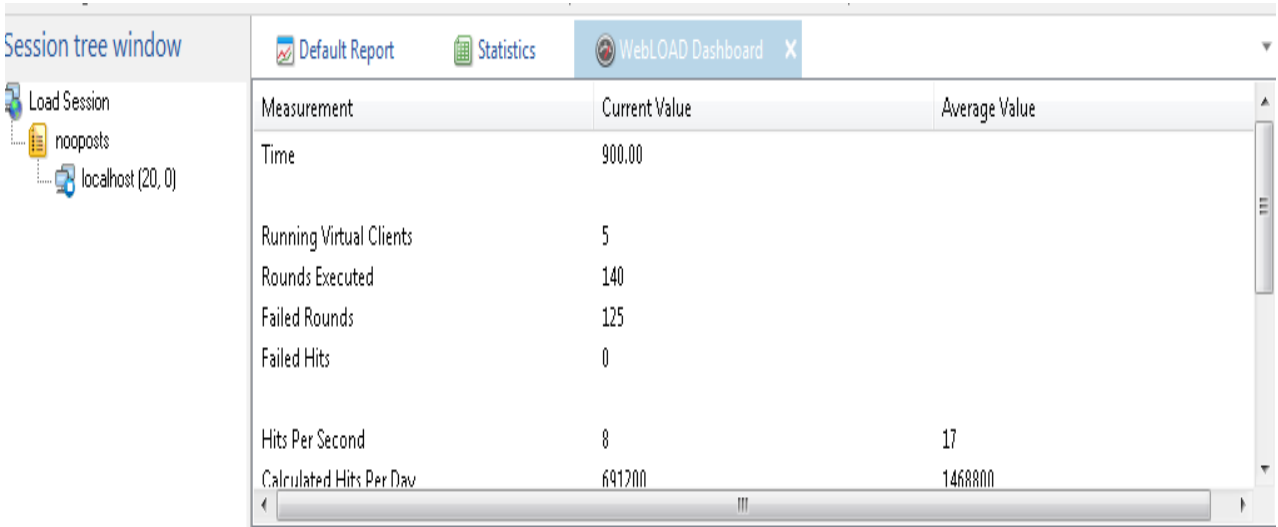 Session tree window
Default Report Statistics WebLOAD Dashboard
Load Session
nooposts
localhost (20, 0)
Measurement Current Value Average Value
Time 900.00
Running Virtual Clients 5
Rounds Executed 140
Failed Rounds 125
Failed Hits 0
Hits Per Second 8 17
Calculated Hits Per Day 691200 1468800